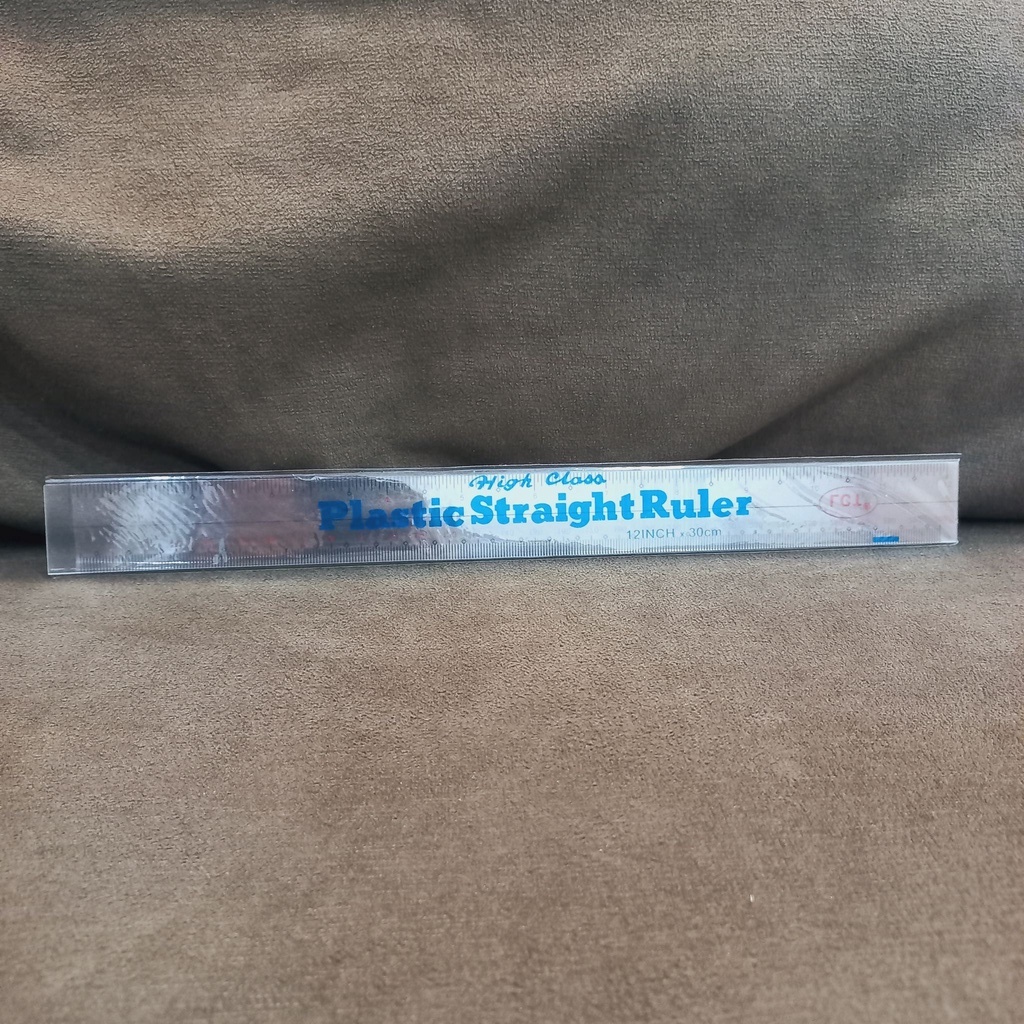 High Class
Plastic Straight Ruler
12INCH x 30cm